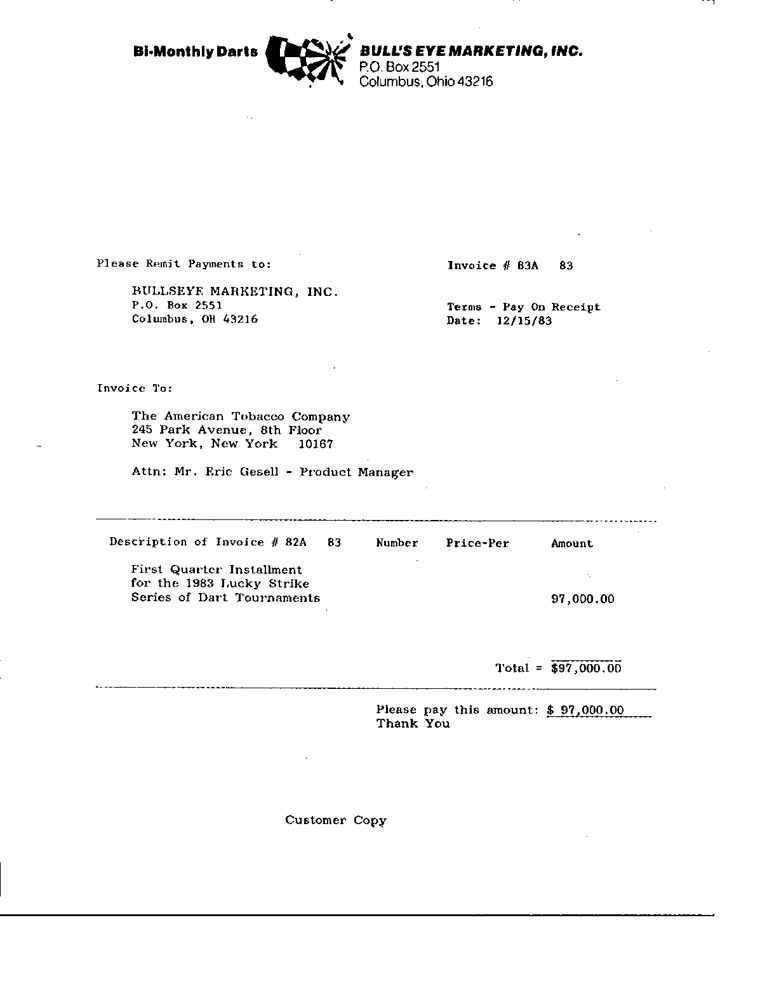 Bi-Monthly Darts
BULL'S EYE MARKETING, INC.
P.O. Box 2551
Columbus, Ohio 43216
Please Remit Payments to:
Invoice # 83A 83
BULLSEYE MARKETING, INC.
P.O. Box 2551
Columbus, OH 43216
Terms - Pay On Receipt
Date: 12/15/83
Invoice To:
The American Tobacco Company
245 Park Avenue, 8th Floor
New York, New York 10167
Attn: Mr. Eric Gesell - Product Manager
Description of Invoice # 82A 83 Number Price-Per Amount
First Quarter Installment
for the 1983 Lucky Strike
Series of Dart Tournaments 97,000.00
Total = $97,000.00
Please pay this amount: $ 97,000.00
Thank You
Customer Copy